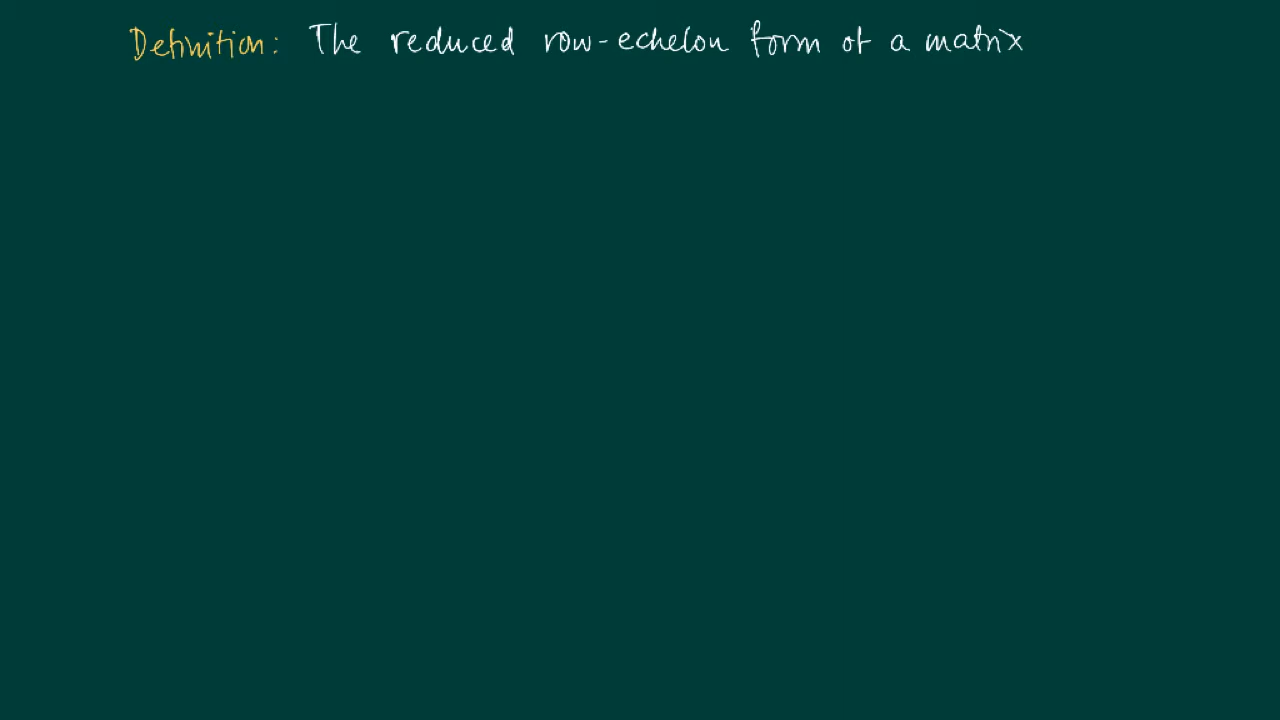 Definition: The reduced row-echelon form of a matrix